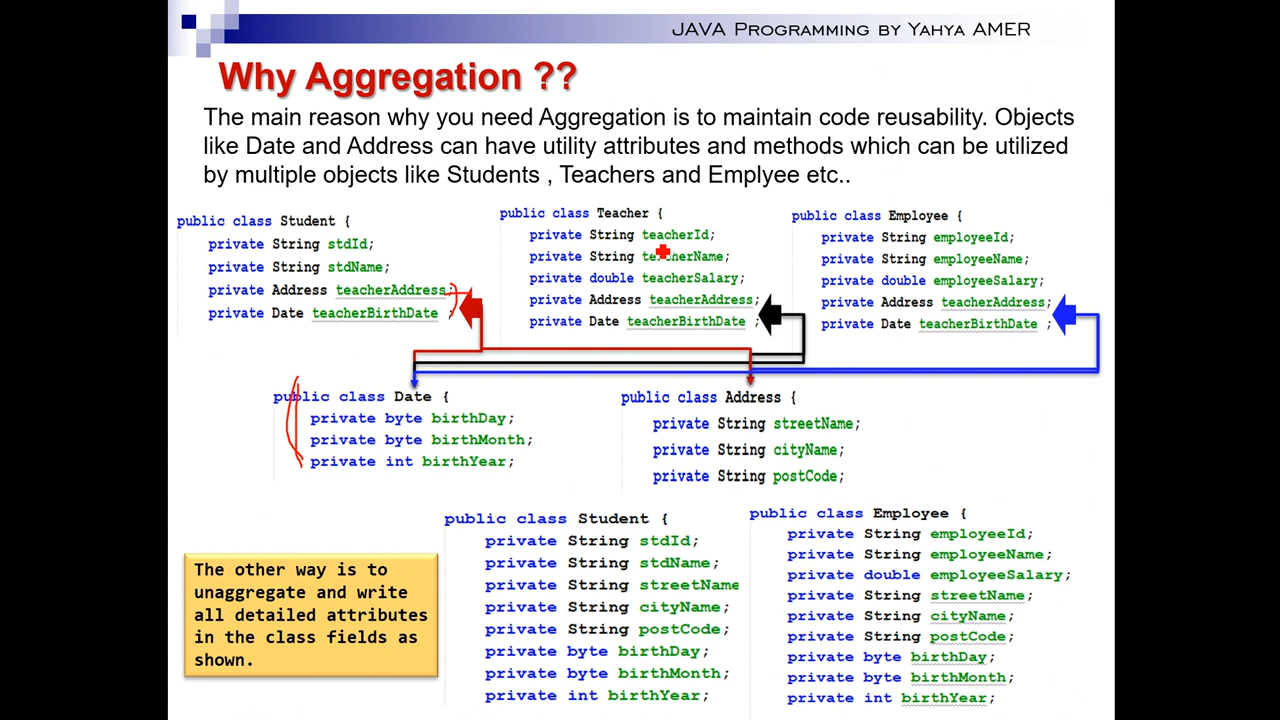 JAVA Programming by Yahya AMER
Why Aggregation ??
The main reason why you need Aggregation is to maintain code reusability. Objects
like Date and Address can have utility attributes and methods which can be utilized
by multiple objects like Students , Teachers and Emplyee etc..
public class Student {
private String stdId;
private String stdName;
private Address teacherAddress;
private Date teacherBirthDate ;
public class Teacher {
private String teacherId;
private String teacherName;
private double teacherSalary;
private Address teacherAddress;
private Date teacherBirthDate ;
public class Employee {
private String employeeId;
private String employeeName;
private double employeeSalary;
private Address teacherAddress;
private Date teacherBirthDate ;
public class Date {
private byte birthDay;
private byte birthMonth;
private int birthYear;
public class Address {
private String streetName;
private String cityName;
private String postCode;
The other way is to
unaggregate and write
all detailed attributes
in the class fields as
shown.
public class Student {
private String stdId;
private String stdName;
private String streetName
private String cityName;
private String postCode;
private byte birthDay;
private byte birthMonth;
private int birthYear;
public class Employee {
private String employeeId;
private String employeeName;
private double employeeSalary;
private String streetName;
private String cityName;
private String postCode;
private byte birthDay;
private byte birthMonth;
private int birthYear;